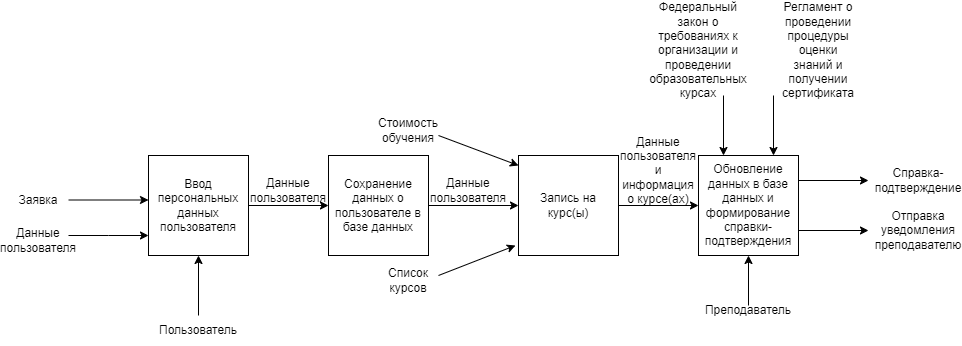 Федеральный
закон о
требованиях к
организации и
проведении
образовательных
курсах
Регламент о
проведении
процедуры
оценки
знаний и
получении
сертификата
Заявка
Данные
пользователя
Ввод
персональных
данных
пользователя
Пользователь
Данные
пользователя
Сохранение
данных о
пользователе в
базе данных
Данные
пользователя
Стоимость
обучения
Список
курсов
Запись на
курс(ы)
Данные
пользователя
и
информация
о курсе(ах)
Обновление
данных в базе
данных и
формирование
справки-
подтверждения
Преподаватель
Справка-
подтверждение
Отправка
уведомления
преподавателю